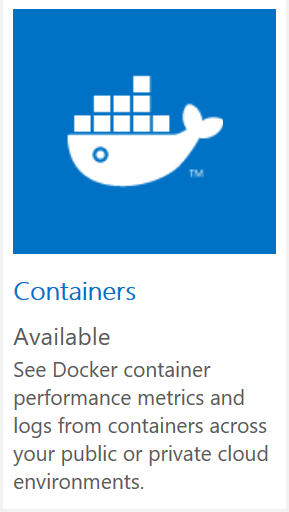 TM
Containers
Available
See Docker container
performance metrics and
logs from containers across
your public or private cloud
environments.